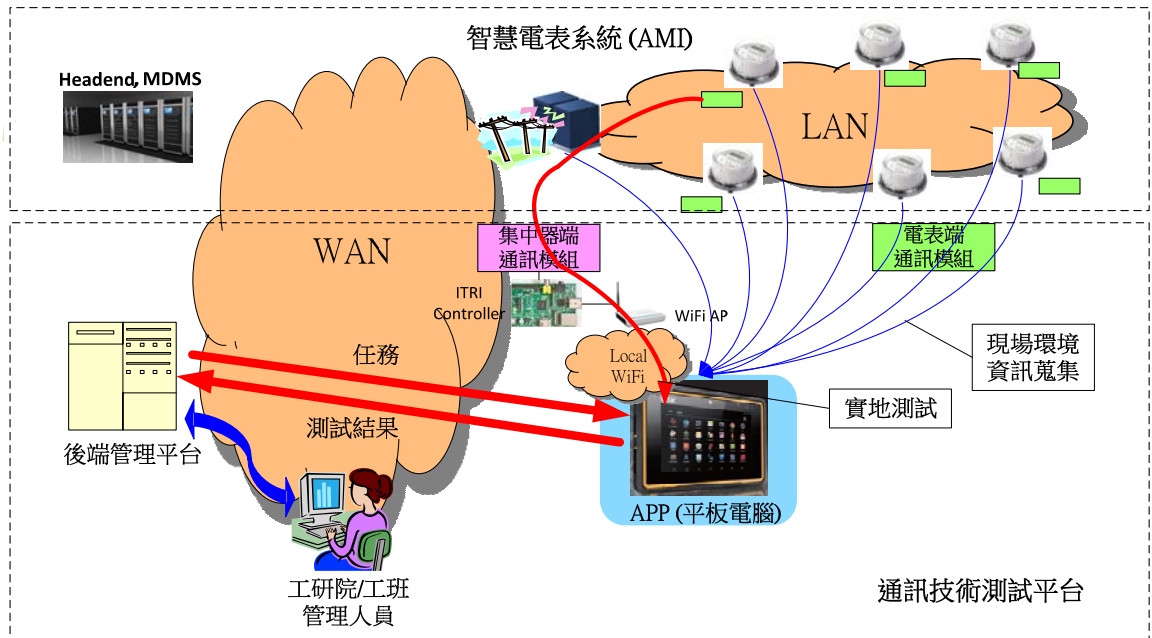 智慧電表系統 (AMI)
Headend, MDMS
LAN
WAN
集中器端
通訊模組
電表端
通訊模組
ITRI
Controller
WiFi AP
Local
WiFi
任務
現場環境
資訊蒐集
實地測試
測試結果
後端管理平台
APP (平板電腦)
工研院/工班
管理人員
通訊技術測試平台